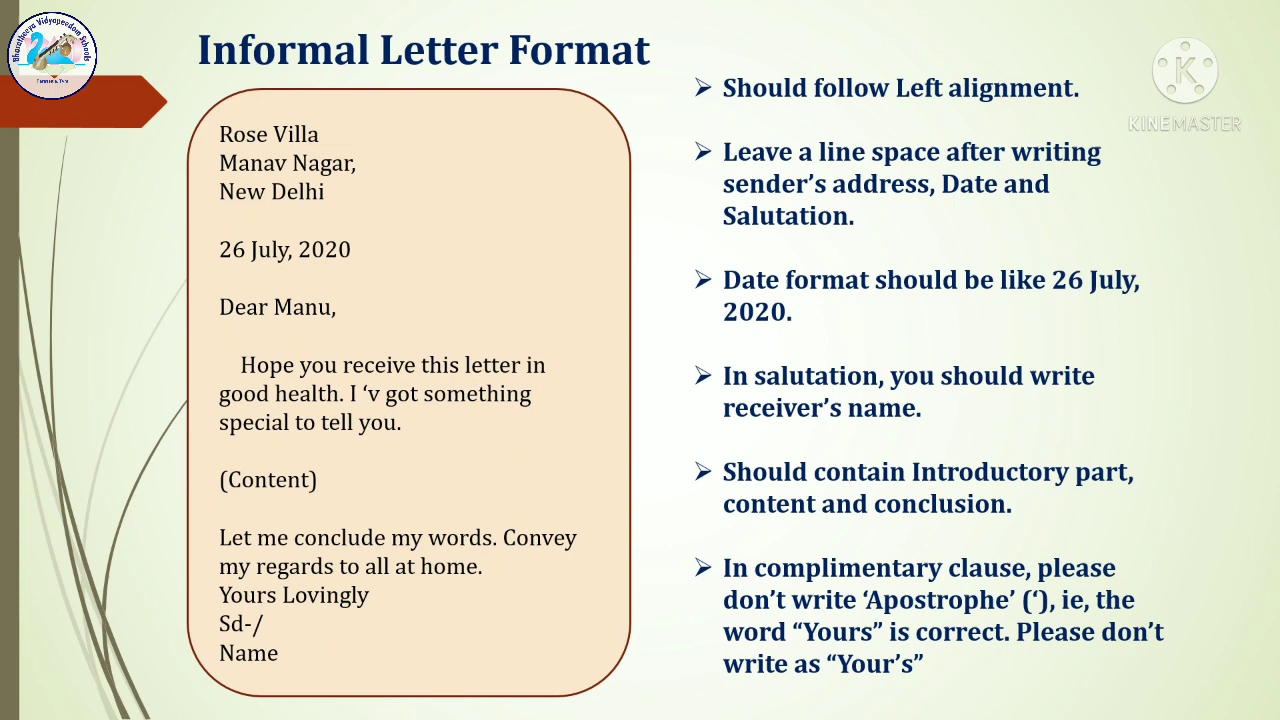 Bharatheeya Vidyapeedom Schools
Informal Letter Format
Rose Villa
Manav Nagar,
New Delhi
26 July, 2020
Dear Manu,
Hope you receive this letter in
good health. I ‘v got something
special to tell you.
(Content)
Let me conclude my words. Convey
my regards to all at home.
Yours Lovingly
Sd-/
Name
➢ Should follow Left alignment.
➢ Leave a line space after writing
sender’s address, Date and
Salutation.
➢ Date format should be like 26 July,
2020.
➢ In salutation, you should write
receiver’s name.
➢ Should contain Introductory part,
content and conclusion.
➢ In complimentary clause, please
don’t write ‘Apostrophe’ (‘), ie, the
word “Yours” is correct. Please don’t
write as “Your’s”
K
KINEMASTER